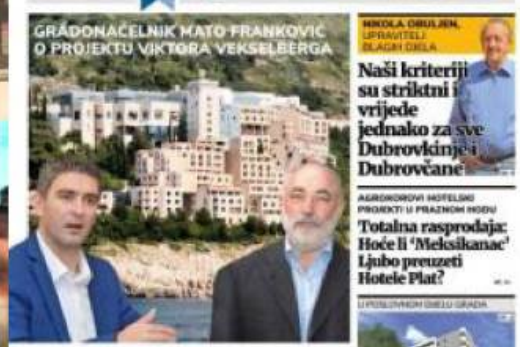 GRADONAČELNIK MATO FRANKOVIĆ
O PROJEKTU VIKTORA VEKSELBERGA
NIKOLA OBULJEN,
UPRAVITELJ
BLAGIH DJELA
Naši kriteriji
su striktni i
vrijede
jednako za sve
Dubrovkinje i
Dubrovčane
AGROKOROVI HOTELSKI
PROJEKTI U PRAZNOM HODU
Totalna rasprodaja:
Hoće li ‘Meksikanac’
Ljubo preuzeti
Hotele Plat?
U POSLOVNOM DIJELU GRADA